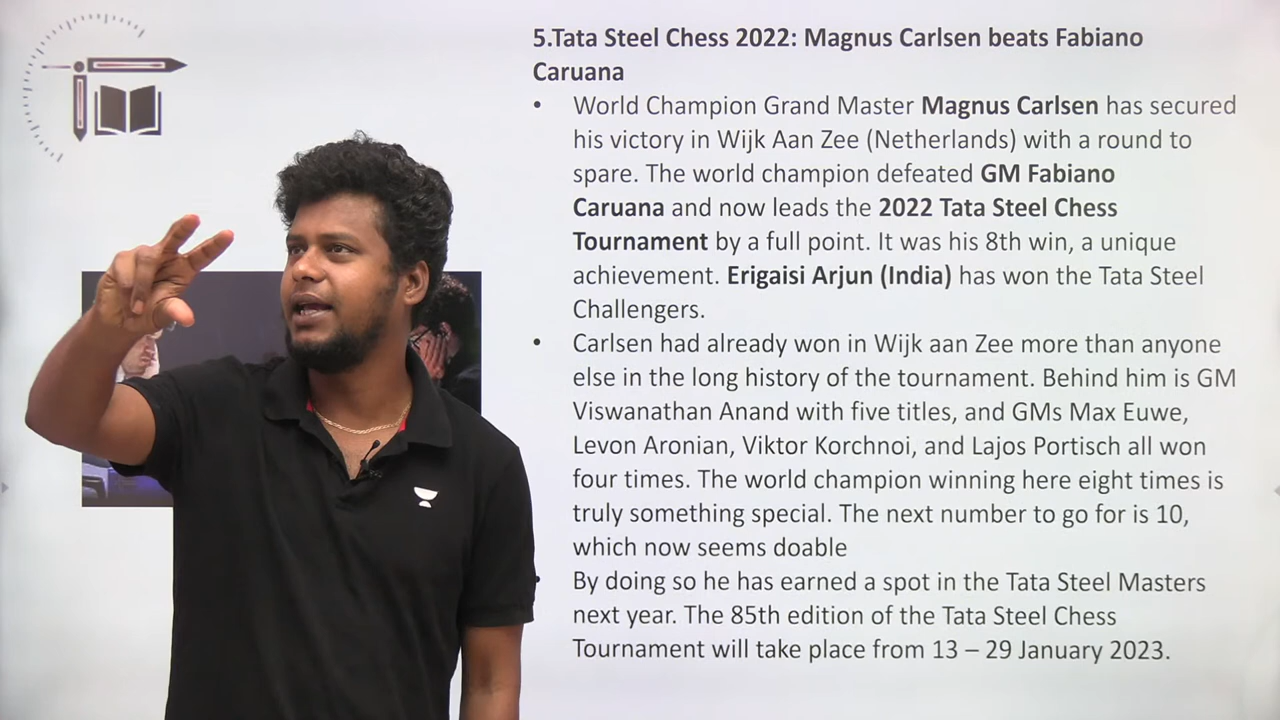 5.Tata Steel Chess 2022: Magnus Carlsen beats Fabiano
Caruana
• World Champion Grand Master Magnus Carlsen has secured
his victory in Wijk Aan Zee (Netherlands) with a round to
spare. The world champion defeated GM Fabiano
Caruana and now leads the 2022 Tata Steel Chess
Tournament by a full point. It was his 8th win, a unique
achievement. Erigaisi Arjun (India) has won the Tata Steel
Challengers.
• Carlsen had already won in Wijk aan Zee more than anyone
else in the long history of the tournament. Behind him is GM
Viswanathan Anand with five titles, and GMs Max Euwe,
Levon Aronian, Viktor Korchnoi, and Lajos Portisch all won
four times. The world champion winning here eight times is
truly something special. The next number to go for is 10,
which now seems doable
• By doing so he has earned a spot in the Tata Steel Masters
next year. The 85th edition of the Tata Steel Chess
Tournament will take place from 13 – 29 January 2023.